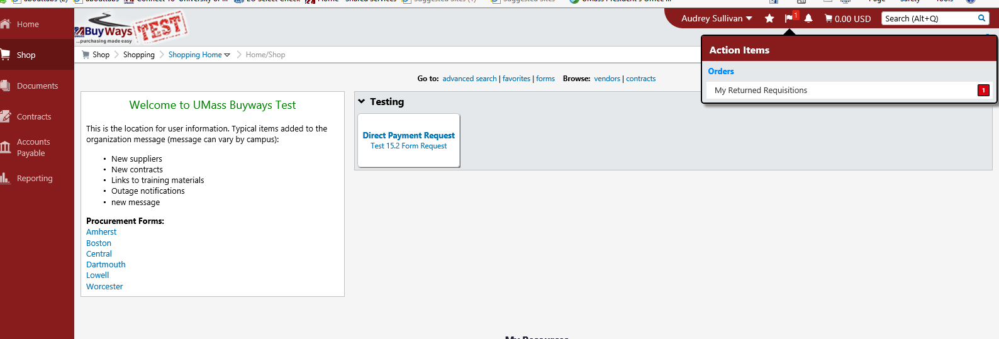 Audrey Sullivan
1
0.00 USD
Search (Alt+Q)
Home
Shop
Documents
Contracts
Accounts
Payable
Reporting
UMASS
BuyWays
...purchasing made easy
TEST
Shop
Shopping
Shopping Home
Home/Shop
Action Items
Orders
My Returned Requisitions
1
Go to: advanced search | favorites | forms Browse: vendors | contracts
Welcome to UMass Buyways Test
This is the location for user information. Typical items added to the
organization message (message can vary by campus):
• New suppliers
• New contracts
• Links to training materials
• Outage notifications
• new message
Procurement Forms:
Amherst
Boston
Central
Dartmouth
Lowell
Worcester
Testing
Direct Payment Request
Test 15.2 Form Request